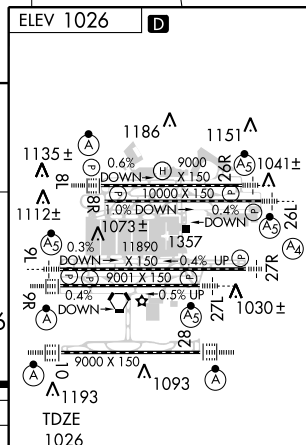 ELEV 1026 D
1186 1151
A
1135 ± P 0.6% H 9000 26R A5 1041 ±
8L DOWN X 150
P 10000 X 150 P
1112 ± 8R 1.0% DOWN 0.4% P 26L
DOWN A5
A5 1073 ± 1357 A4
9L 0.3% 11890 P
DOWN X 150 0.4% UP 27R
P P 9001 X 150 P
9R 0.4% 0.5% UP 27L 1030 ±
DOWN A5
A 28
10 9000 X 150
A A
1193 1093
TDZE
1026